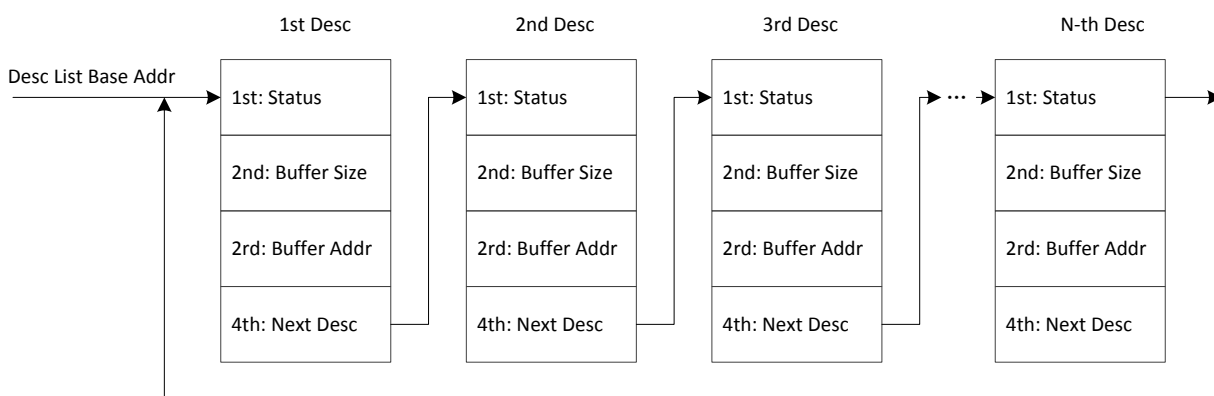 1st Desc 2nd Desc 3rd Desc N-th Desc
Desc List Base Addr
1st: Status 1st: Status 1st: Status ... 1st: Status
2nd: Buffer Size 2nd: Buffer Size 2nd: Buffer Size 2nd: Buffer Size
2rd: Buffer Addr 2rd: Buffer Addr 2rd: Buffer Addr 2rd: Buffer Addr
4th: Next Desc 4th: Next Desc 4th: Next Desc 4th: Next Desc